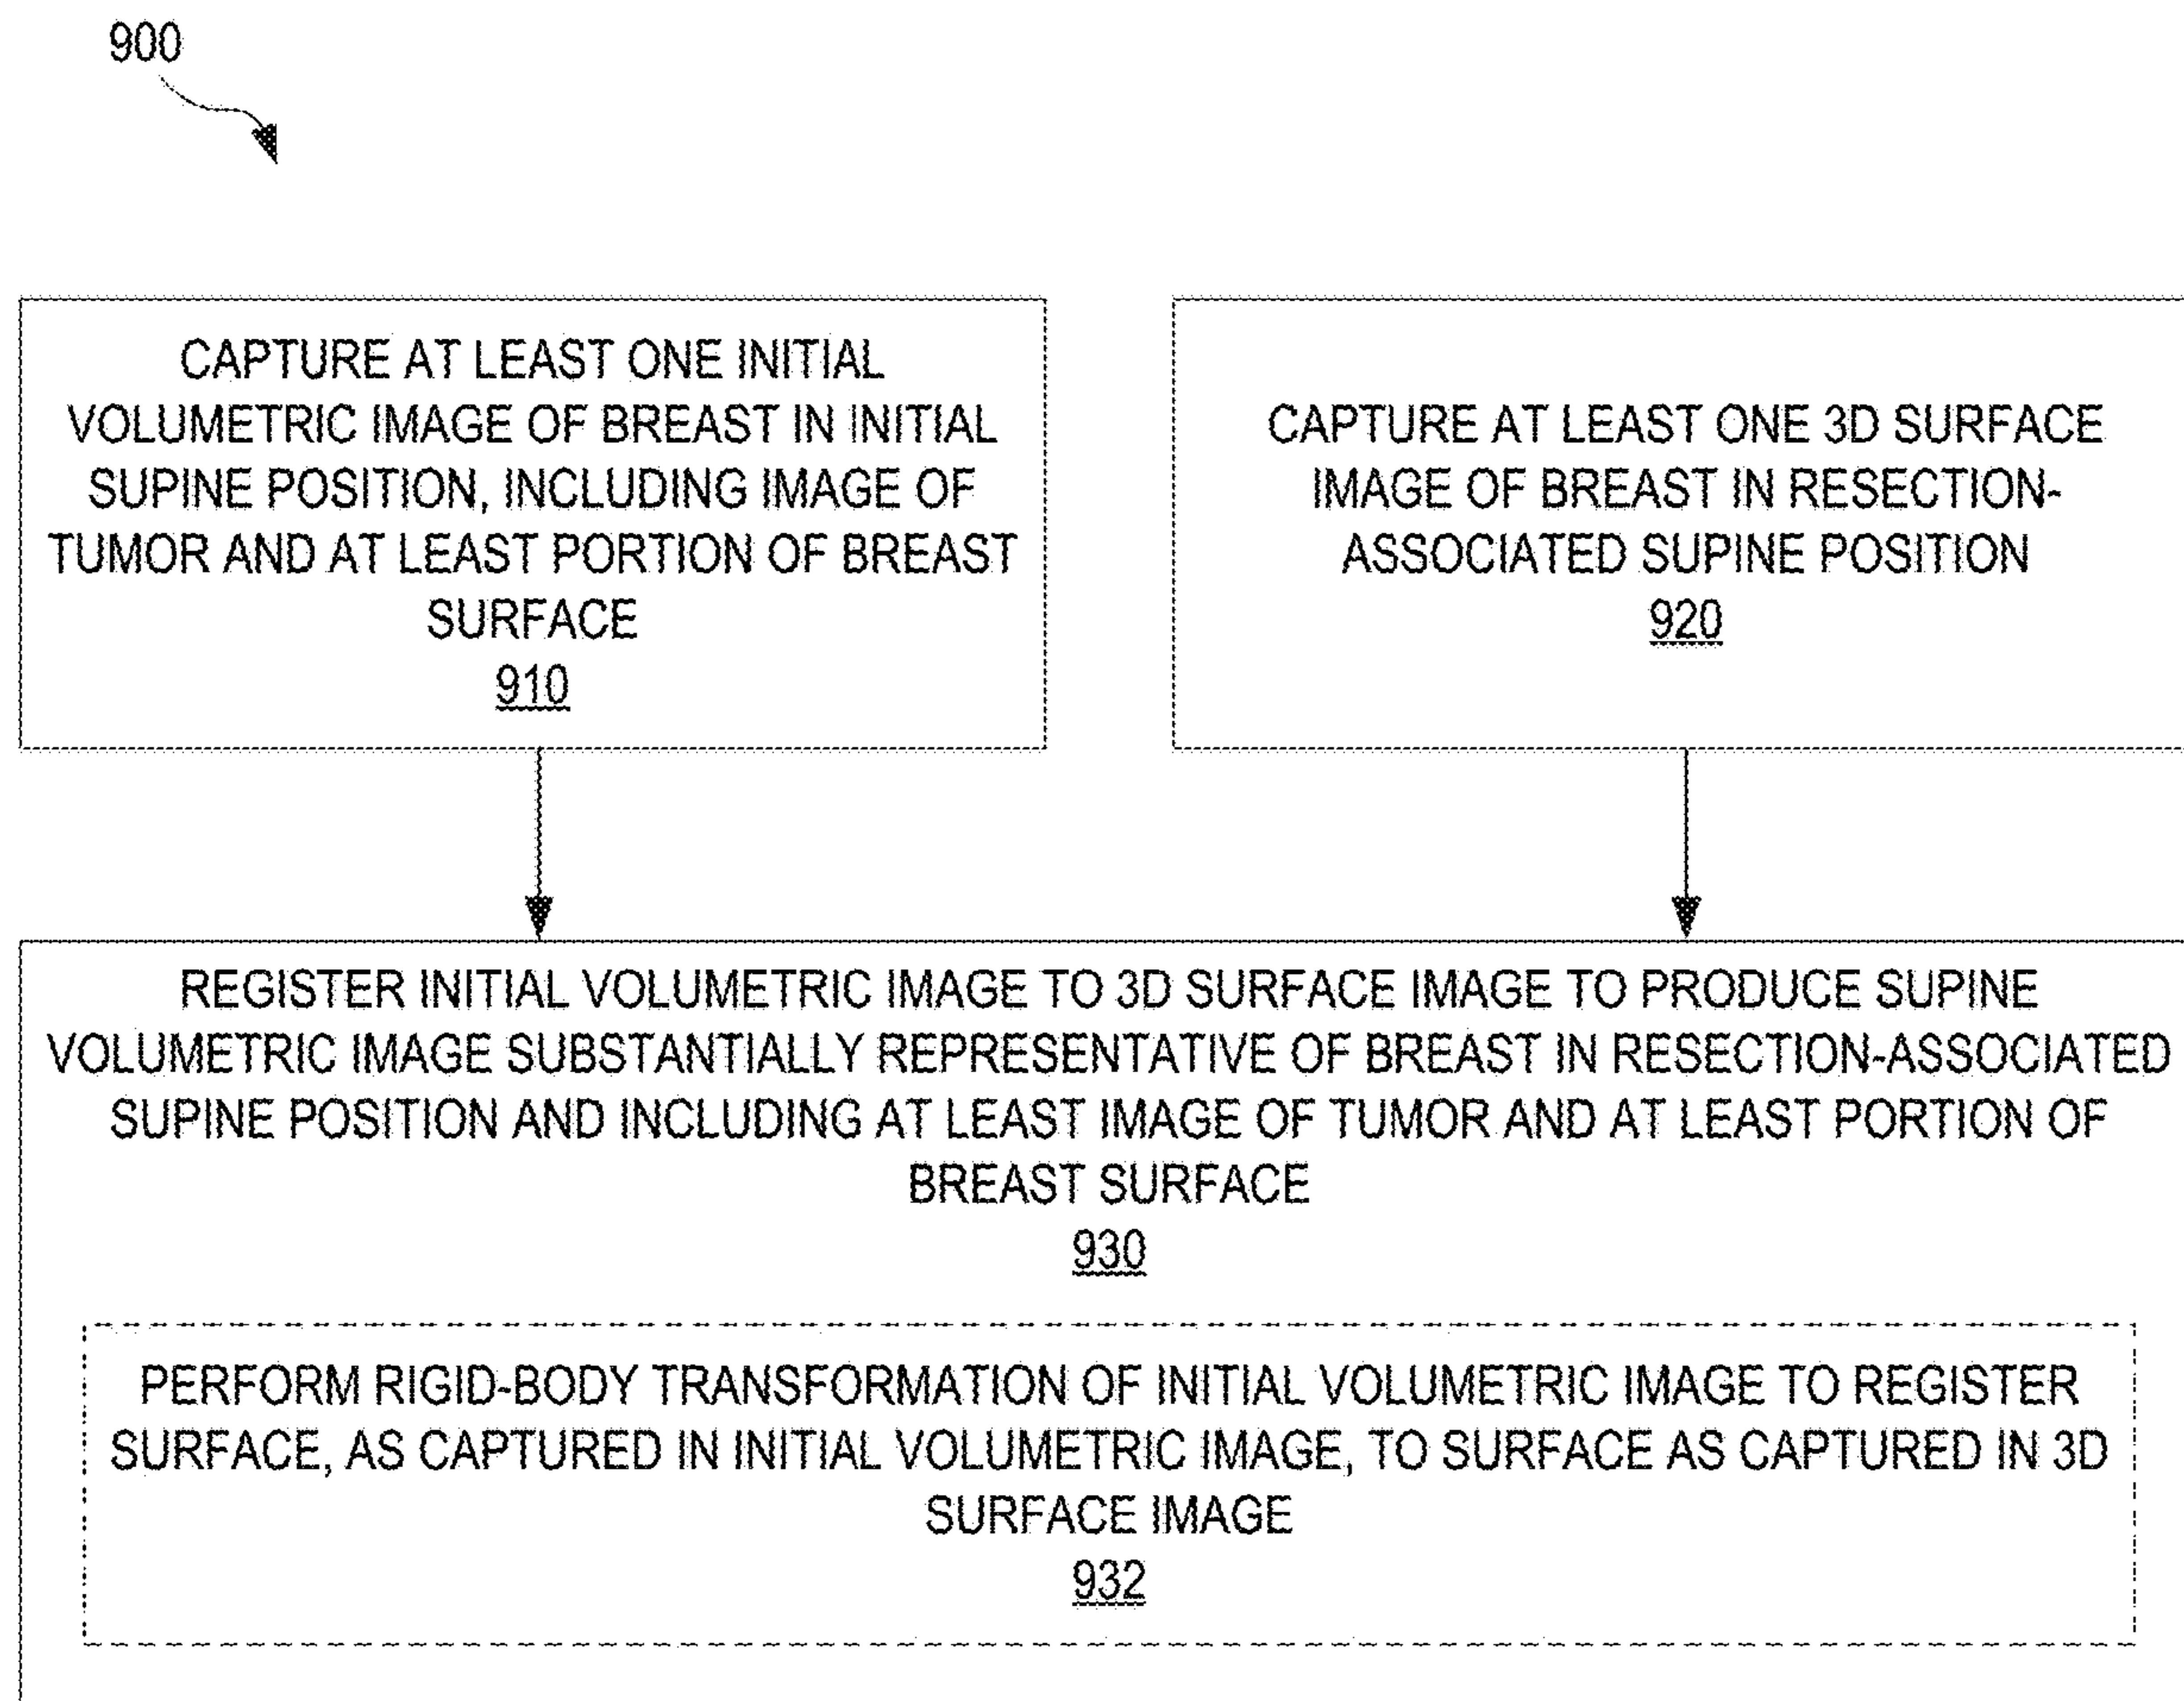 900
CAPTURE AT LEAST ONE INITIAL
VOLUMETRIC IMAGE OF BREAST IN INITIAL
SUPINE POSITION, INCLUDING IMAGE OF
TUMOR AND AT LEAST PORTION OF BREAST
SURFACE
910
CAPTURE AT LEAST ONE 3D SURFACE
IMAGE OF BREAST IN RESECTION-
ASSOCIATED SUPINE POSITION
920
REGISTER INITIAL VOLUMETRIC IMAGE TO 3D SURFACE IMAGE TO PRODUCE SUPINE
VOLUMETRIC IMAGE SUBSTANTIALLY REPRESENTATIVE OF BREAST IN RESECTION-ASSOCIATED
SUPINE POSITION AND INCLUDING AT LEAST IMAGE OF TUMOR AND AT LEAST PORTION OF
BREAST SURFACE
930
PERFORM RIGID-BODY TRANSFORMATION OF INITIAL VOLUMETRIC IMAGE TO REGISTER
SURFACE, AS CAPTURED IN INITIAL VOLUMETRIC IMAGE, TO SURFACE AS CAPTURED IN 3D
SURFACE IMAGE
932